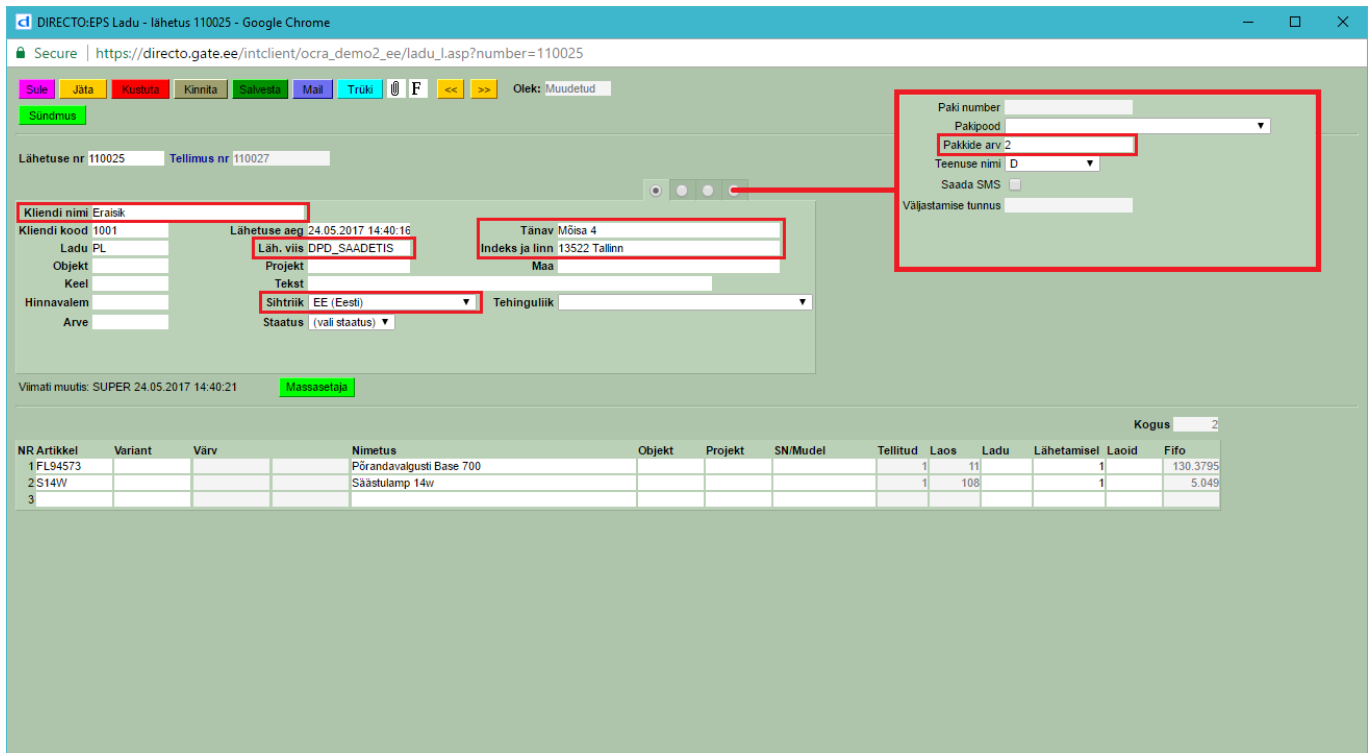 DIRECTO:EPS Ladu - lähetus 110025 - Google Chrome
Secure | https://directo.gate.ee/intclient/ocra_demo2_ee/ladu_l.asp?number=110025
Sule Jäta Kustuta Kinnita Salvesta Mail Trüki F << >> Olek: Muudetud
Sündmus
Paki number
Pakipood
Pakkide arv 2
Teenuse nimi D
Saada SMS
Väljastamise tunnus
Lähetuse nr 110025 Tellimus nr 110027
Kliendi nimi Eraisik
Kliendi kood 1001 Lähetuse aeg 24.05.2017 14:40:16 Tänav Mõisa 4
Ladu PL Läh. viis DPD_SAADETIS Indeks ja linn 13522 Tallinn
Objekt Projekt Maa
Keel Tekst
Hinnavalem Sihtriik EE (Eesti) Tehinguliik
Arve Staatus (vali staatus)
Viimati muutis: SUPER 24.05.2017 14:40:21 Massasetaja
Kogus 2
NR Artikkel Variant Värv Nimetus Objekt Projekt SN/Mudel Tellitud Laos Ladu Lähetamisel Laoid Fifo
1 FL94573 Põrandavalgusti Base 700 1 11 1 130.3795
2 S14W Säästulamp 14w 1 108 1 5.049
3